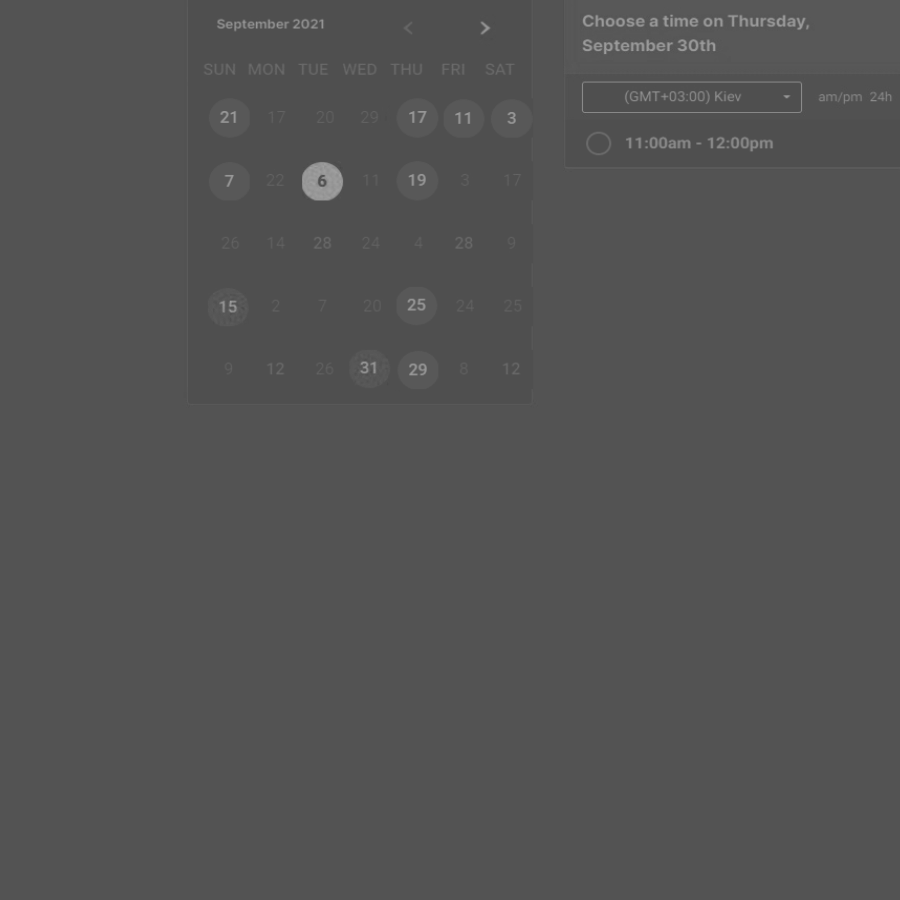 September 2021
SUN MON TUE WED THU FRI SAT
21 17 20 29 17 11 3
7 22 6 11 19 3 17
26 14 28 24 4 28 9
15 2 7 20 25 24 25
9 12 26 31 29 8 12
Choose a time on Thursday,
September 30th
(GMT+03:00) Kiev am/pm 24h
11:00am - 12:00pm